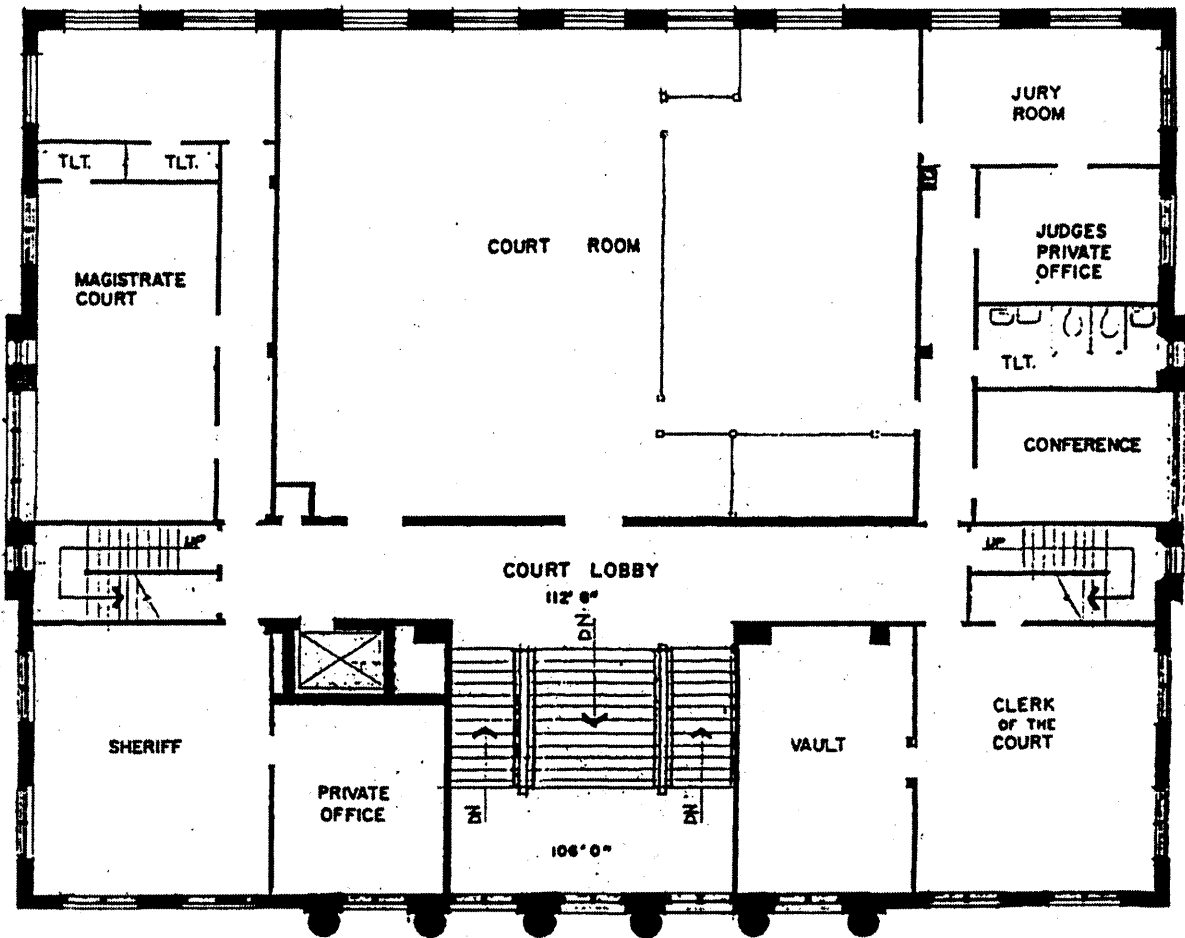 JURY
ROOM
TLT.
TLT.
COURT ROOM
JUDGES
PRIVATE
OFFICE
MAGISTRATE
COURT
TLT.
CONFERENCE
UP
UP
COURT LOBBY
112' 6"
DN.
SHERIFF
PRIVATE
OFFICE
DN
DN
106' 0"
VAULT
CLERK
OF THE
COURT